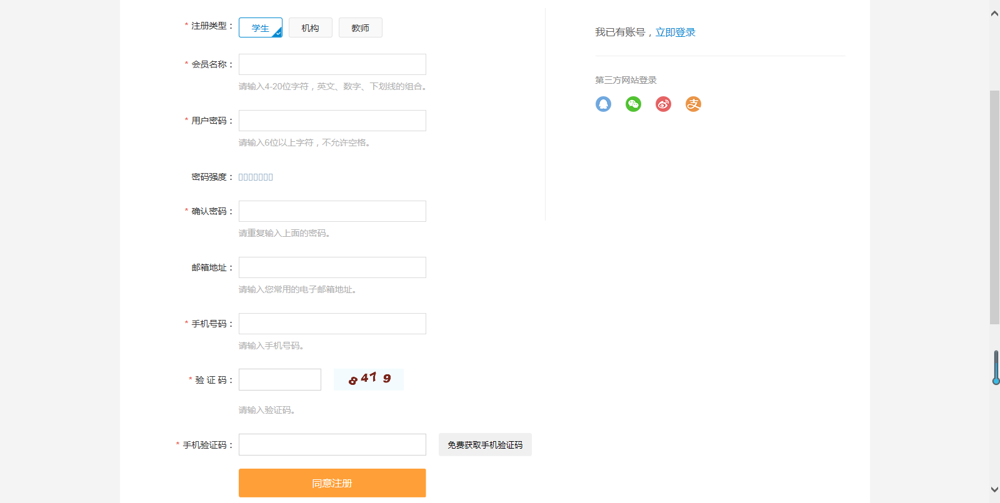 * 注册类型： 学生 机构 教师
* 会员名称：
请输入4-20位字符，英文、数字、下划线的组合。
* 用户密码：
请输入6位以上字符，不允许空格。
密码强度：
* 确认密码：
请重复输入上面的密码。
邮箱地址：
请输入您常用的电子邮箱地址。
* 手机号码：
请输入手机号码。
* 验 证 码： 8479
请输入验证码。
* 手机验证码： 免费获取手机验证码
同意注册
我已有账号，立即登录
第三方网站登录
支